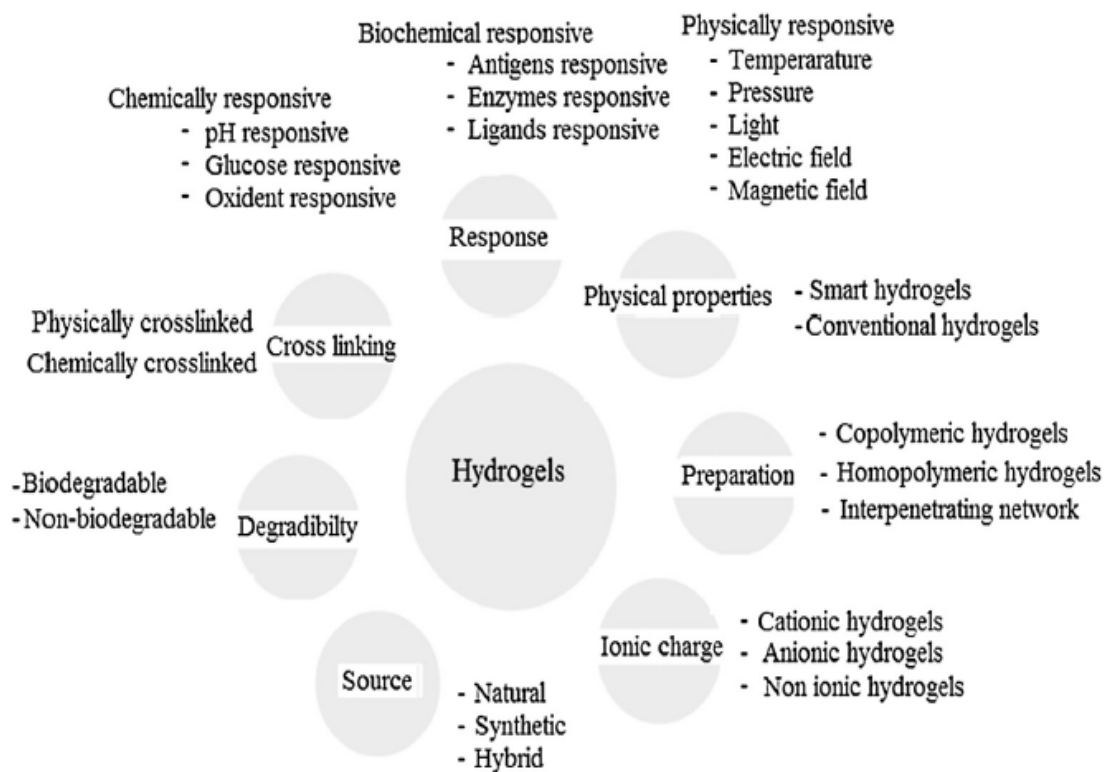 Biochemical responsive
- Antigens responsive
- Enzymes responsive
- Ligands responsive
Physically responsive
- Temperarature
- Pressure
- Light
- Electric field
- Magnetic field
Chemically responsive
- pH responsive
- Glucose responsive
- Oxident responsive
Response
Physical properties
- Smart hydrogels
-Conventional hydrogels
Physically crosslinked
Chemically crosslinked
Cross linking
Hydrogels
Preparation
- Copolymeric hydrogels
- Homopolymeric hydrogels
- Interpenetrating network
-Biodegradable
-Non-biodegradable
Degradibilty
Ionic charge
- Cationic hydrogels
- Anionic hydrogels
- Non ionic hydrogels
Source
- Natural
- Synthetic
- Hybrid